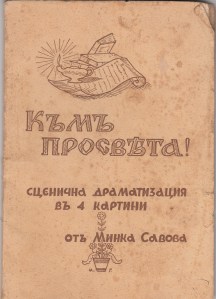 Къмъ
просвѣта!
сценична драматизация
въ 4 картини
отъ Минка Савова